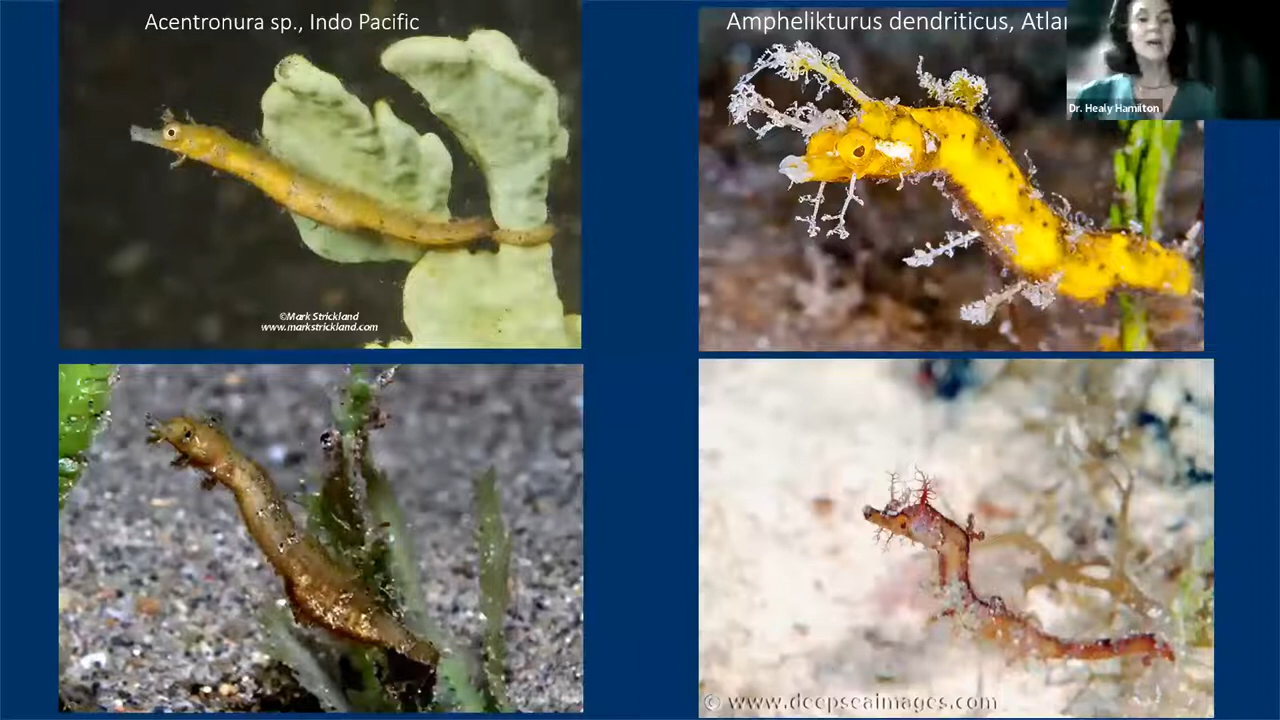 Acentronura sp., Indo Pacific
Amphelikturus dendriticus, Atla
Dr. Healy Hamilton
©Mark Strickland
www.markstrickland.com
© www.deepseaimages.com